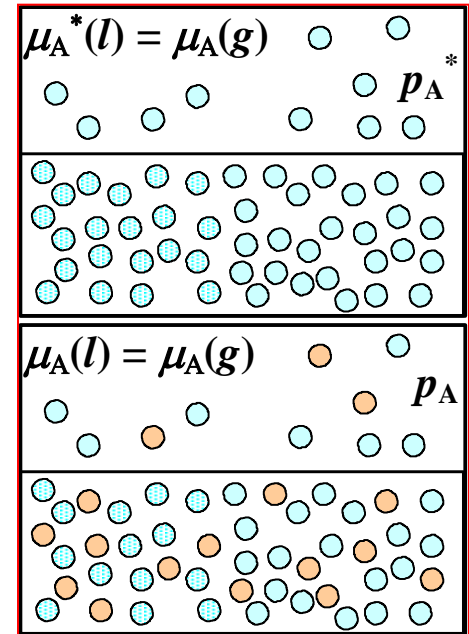 μA*(l) = μA(g)
pA*
μA(l) = μA(g)
pA